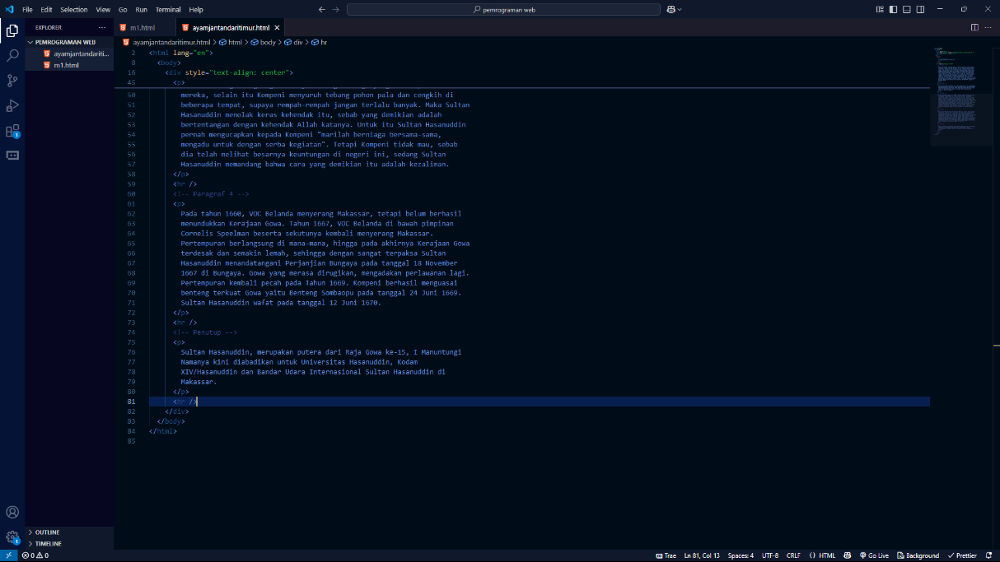 File Edit Selection View Go Run Terminal Help
pemrograman web
EXPLORER
m1.html
ayamjantandaritimur.html
PEMROGRAMAN WEB
ayamjantandariti...
m1.html
ayamjantandaritimur.html > html > body > div > hr
2 <html lang="en">
8 <body>
16 <div style="text-align: center">
45 <p>
50 mereka, selain itu Kompeni menyuruh tebang pohon pala dan cengkih di
51 beberapa tempat, supaya rempah-rempah jangan terlalu banyak. Maka Sultan
52 Hasanuddin menolak keras kehendak itu, sebab yang demikian adalah
53 bertentangan dengan kehendak Allah katanya. Untuk itu Sultan Hasanuddin
54 pernah mengucapkan kepada Kompeni "marilah berniaga bersama-sama,
55 mengadu untuk dengan serba kegiatan". Tetapi Kompeni tidak mau, sebab
56 dia telah melihat besarnya keuntungan di negeri ini, sedang Sultan
57 Hasanuddin memandang bahwa cara yang demikian itu adalah kezaliman.
58 </p>
59 <hr />
60 <!-- Paragraf 4 -->
61 <p>
62 Pada tahun 1660, VOC Belanda menyerang Makassar, tetapi belum berhasil
63 menundukkan Kerajaan Gowa. Tahun 1667, VOC Belanda di bawah pimpinan
64 Cornelis Speelman beserta sekutunya kembali menyerang Makassar.
65 Pertempuran berlangsung di mana-mana, hingga pada akhirnya Kerajaan Gowa
66 terdesak dan semakin lemah, sehingga dengan sangat terpaksa Sultan
67 Hasanuddin menandatangani Perjanjian Bungaya pada tanggal 18 November
68 1667 di Bungaya. Gowa yang merasa dirugikan, mengadakan perlawanan lagi.
69 Pertempuran kembali pecah pada Tahun 1669. Kompeni berhasil menguasai
70 benteng terkuat Gowa yaitu Benteng Sombaopu pada tanggal 24 Juni 1669.
71 Sultan Hasanuddin wafat pada tanggal 12 Juni 1670.
72 </p>
73 <hr />
74 <!-- Penutup -->
75 <p>
76 Sultan Hasanuddin, merupakan putera dari Raja Gowa ke-15, I Manuntungi
77 Namanya kini diabadikan untuk Universitas Hasanuddin, Kodam
78 XIV/Hasanuddin dan Bandar Udara Internasional Sultan Hasanuddin di
79 Makassar.
80 </p>
81 <hr />
82 </div>
83 </body>
84 </html>
85
1
1
OUTLINE
TIMELINE
0 0 Trae Ln 81, Col 13 Spaces: 4 UTF-8 CRLF {} HTML Go Live Background Prettier